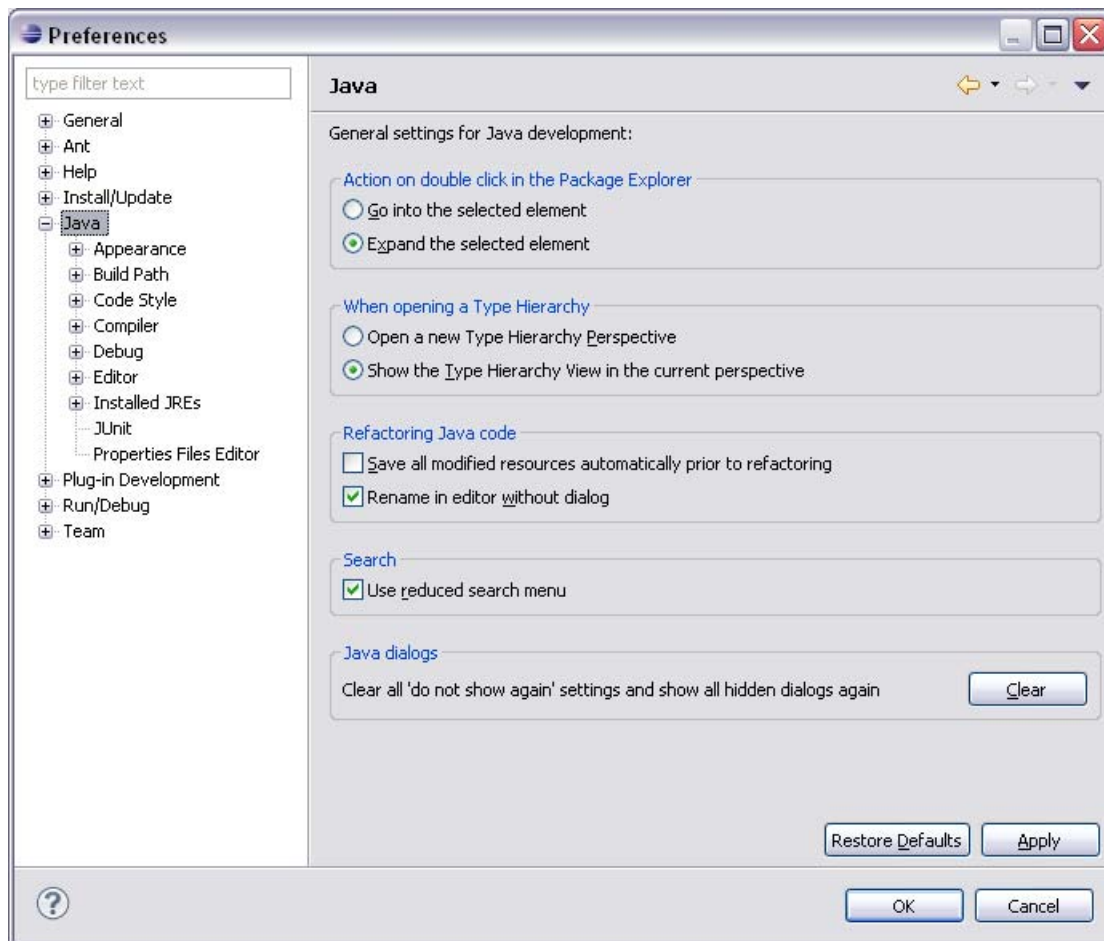 Preferences
type filter text
General
Ant
Help
Install/Update
Java
Appearance
Build Path
Code Style
Compiler
Debug
Editor
Installed JREs
JUnit
Properties Files Editor
Plug-in Development
Run/Debug
Team
Java
General settings for Java development:
Action on double click in the Package Explorer
Go into the selected element
Expand the selected element
When opening a Type Hierarchy
Open a new Type Hierarchy Perspective
Show the Type Hierarchy View in the current perspective
Refactoring Java code
Save all modified resources automatically prior to refactoring
Rename in editor without dialog
Search
Use reduced search menu
Java dialogs
Clear all 'do not show again' settings and show all hidden dialogs again
Clear
Restore Defaults
Apply
?
OK
Cancel